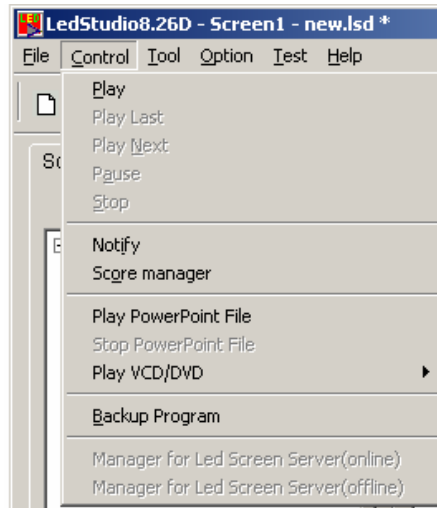 LedStudio8.26D - Screen1 - new.lsd *
File Control Tool Option Test Help
Play
Play Last
Play Next
Pause
Stop
Notify
Score manager
Play PowerPoint File
Stop PowerPoint File
Play VCD/DVD
Backup Program
Manager for Led Screen Server(online)
Manager for Led Screen Server(offline)